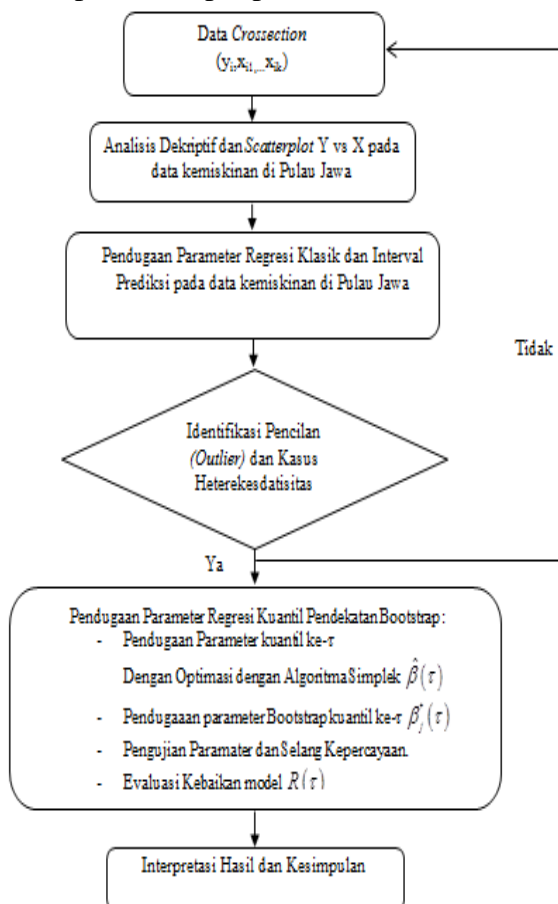 Data Crossection
(yi,xi1,...xik)
Analisis Dekriptif dan Scatterplot Y vs X pada
data kemiskinan di Pulau Jawa
Pendugaan Parameter Regresi Klasik dan Interval
Prediksi pada data kemiskinan di Pulau Jawa
Tidak
Identifikasi Pencilan
(Outlier) dan Kasus
Heterekesdatisitas
Ya
Pendugaan Parameter Regresi Kuantil Pendekatan Bootstrap:
- Pendugaan Parameter kuantil ke-τ
Dengan Optimasi dengan Algoritma Simplek β̂(τ)
- Pendugaaan parameter Bootstrap kuantil ke-τ β*j(τ)
- Pengujian Paramater dan Selang Kepercayaan.
- Evaluasi Kebaikan model R(τ)
Interpretasi Hasil dan Kesimpulan